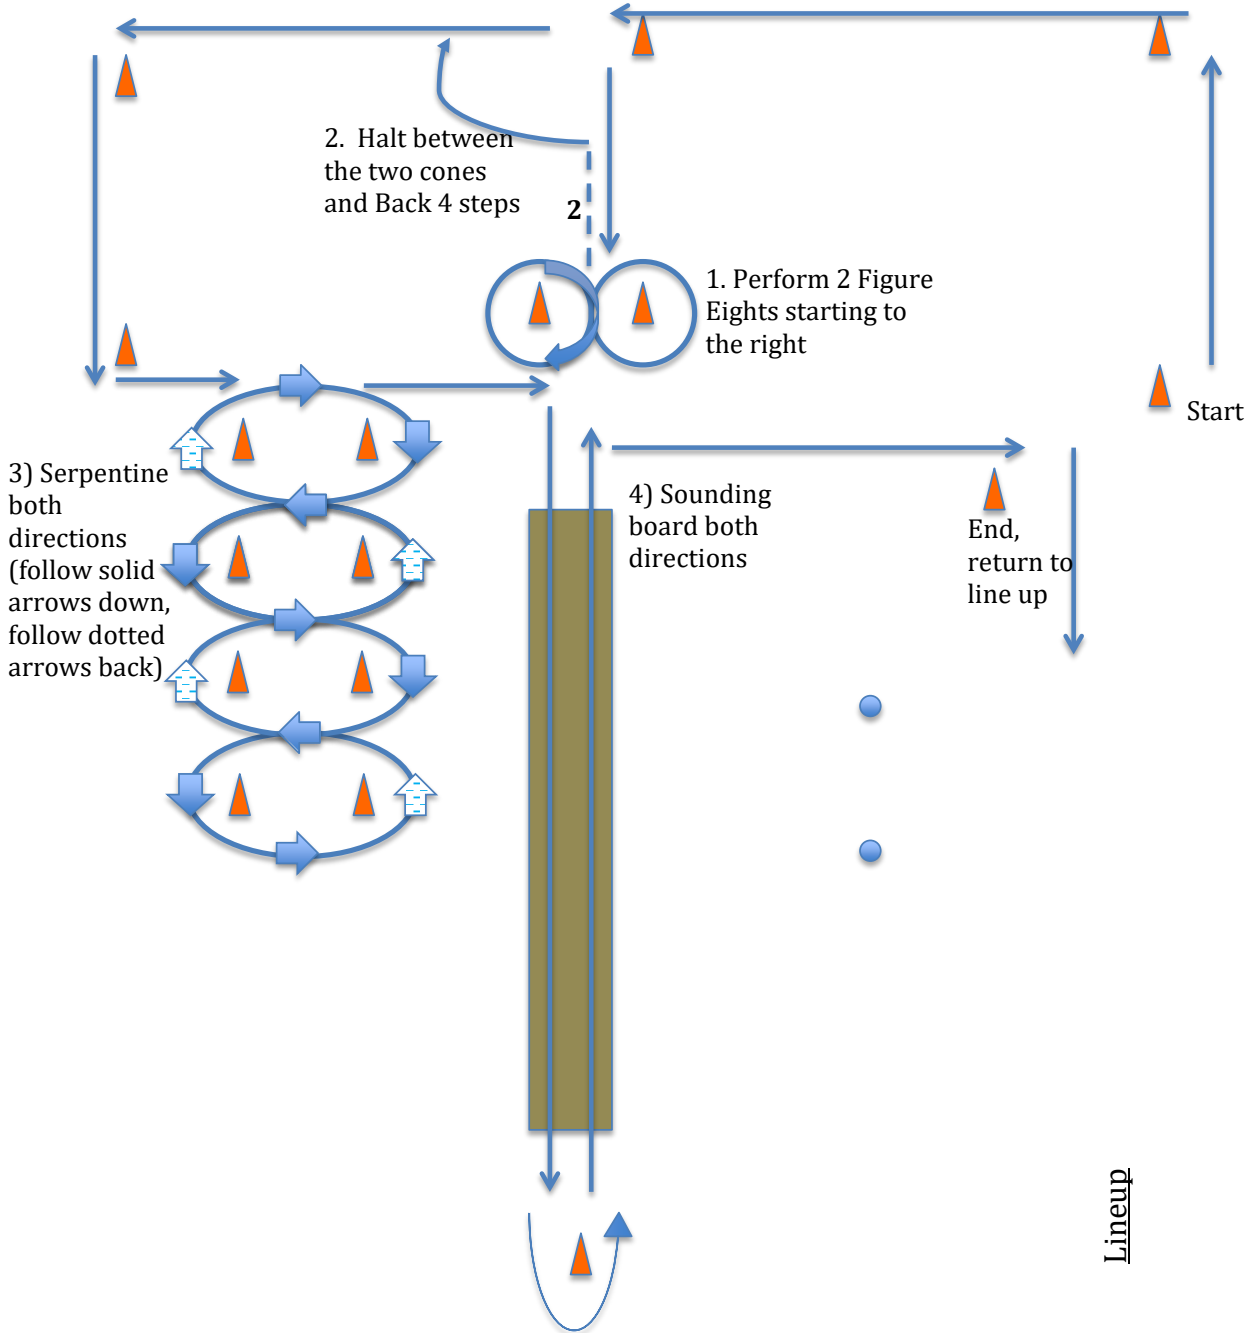 2.  Halt between
the two cones
and Back 4 steps
2
1. Perform 2 Figure
Eights starting to
the right
Start
3) Serpentine
both
directions
(follow solid
arrows down,
follow dotted
arrows back)
4) Sounding
board both
directions
End,
return to
line up
Lineup